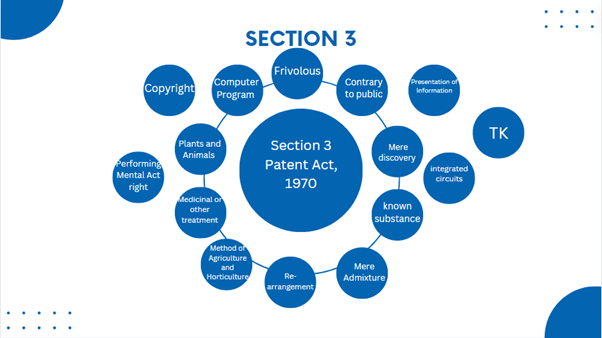 SECTION 3
Frivolous
Copyright
Computer
Program
Contrary
to public
Presentation of
Information
TK
Plants and
Animals
Section 3
Patent Act,
1970
Mere
discovery
Performing
Mental Act
right
integrated
circuits
Medicinal or
other
treatment
known
substance
Method of
Agriculture
and
Horticulture
Re-
arrangement
Mere
Admixture